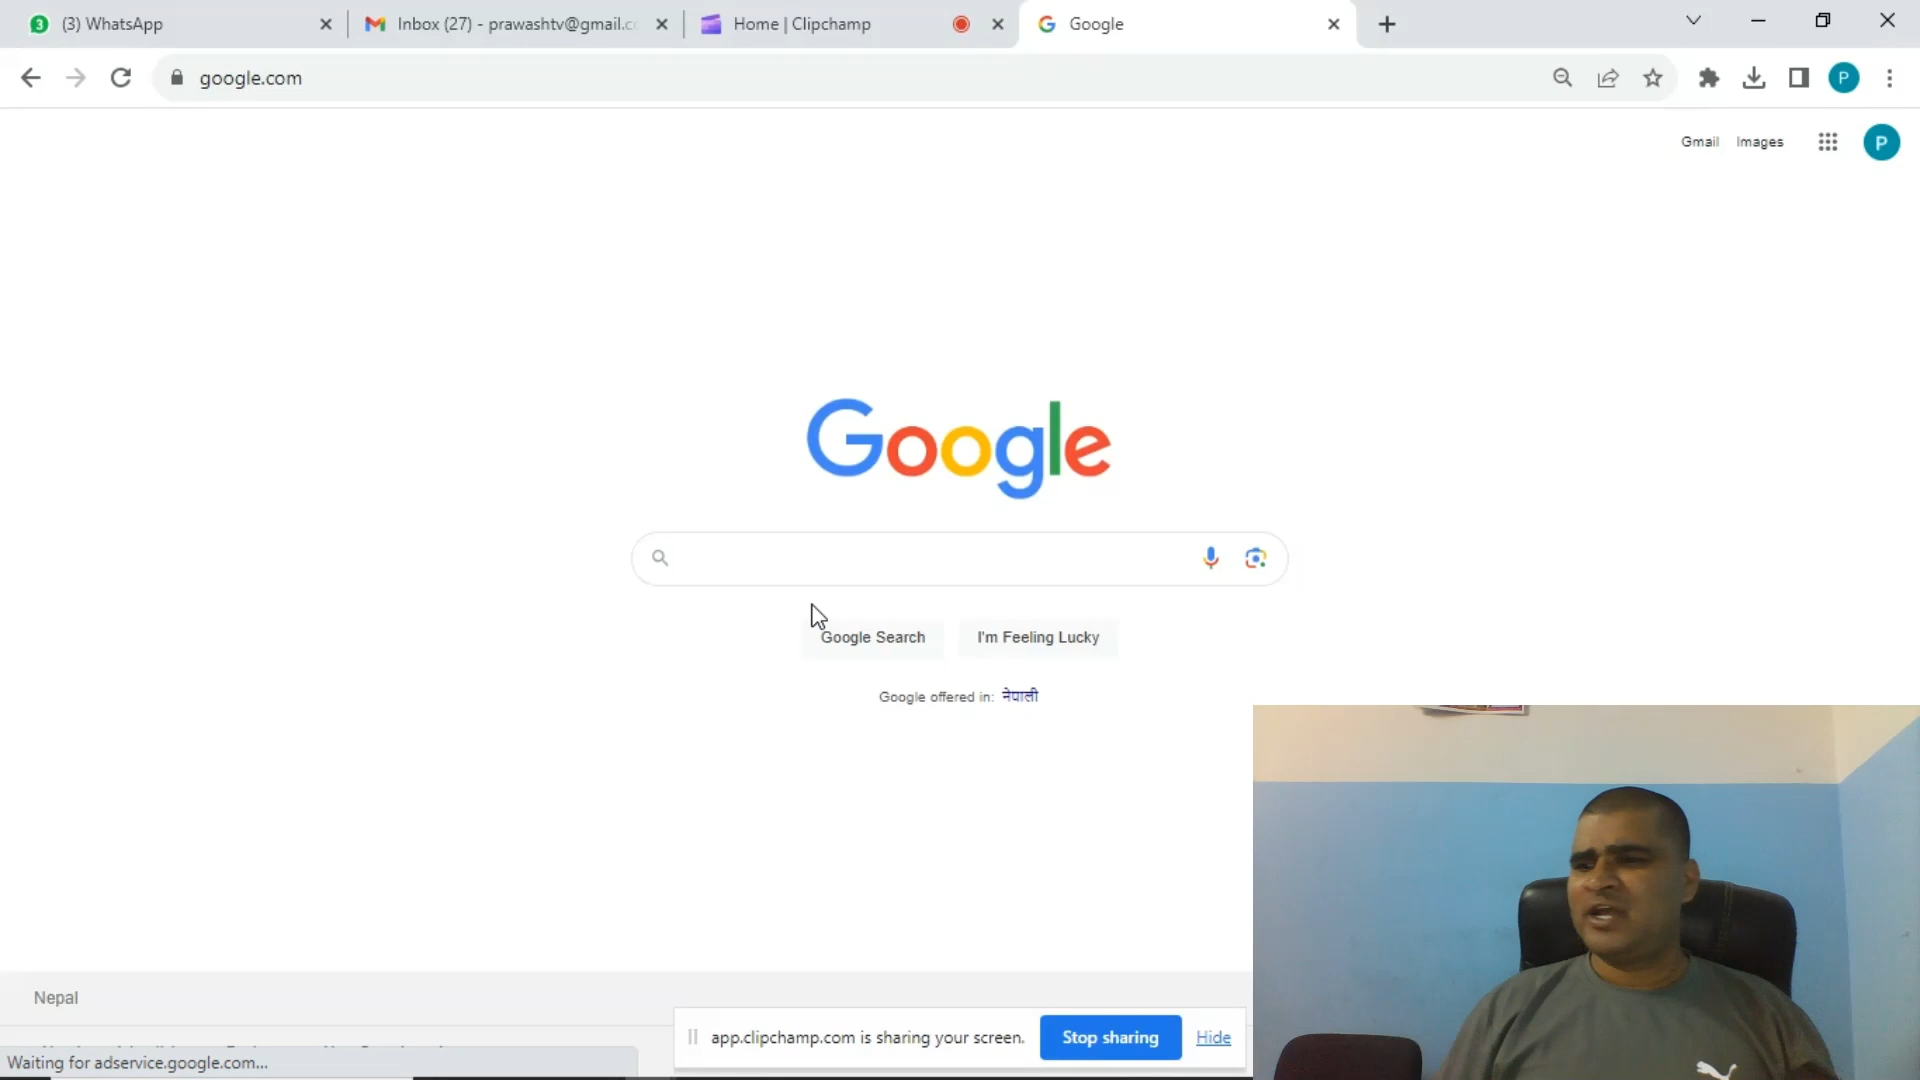 3
(3) WhatsApp
Inbox (27) - prawashtv@gmail.c
Home | Clipchamp
Google
google.com
P
Gmail
Images
P
Google
Google Search
I'm Feeling Lucky
Google offered in: नेपाली
Nepal
app.clipchamp.com is sharing your screen.
Stop sharing
Hide
Waiting for adservice.google.com...